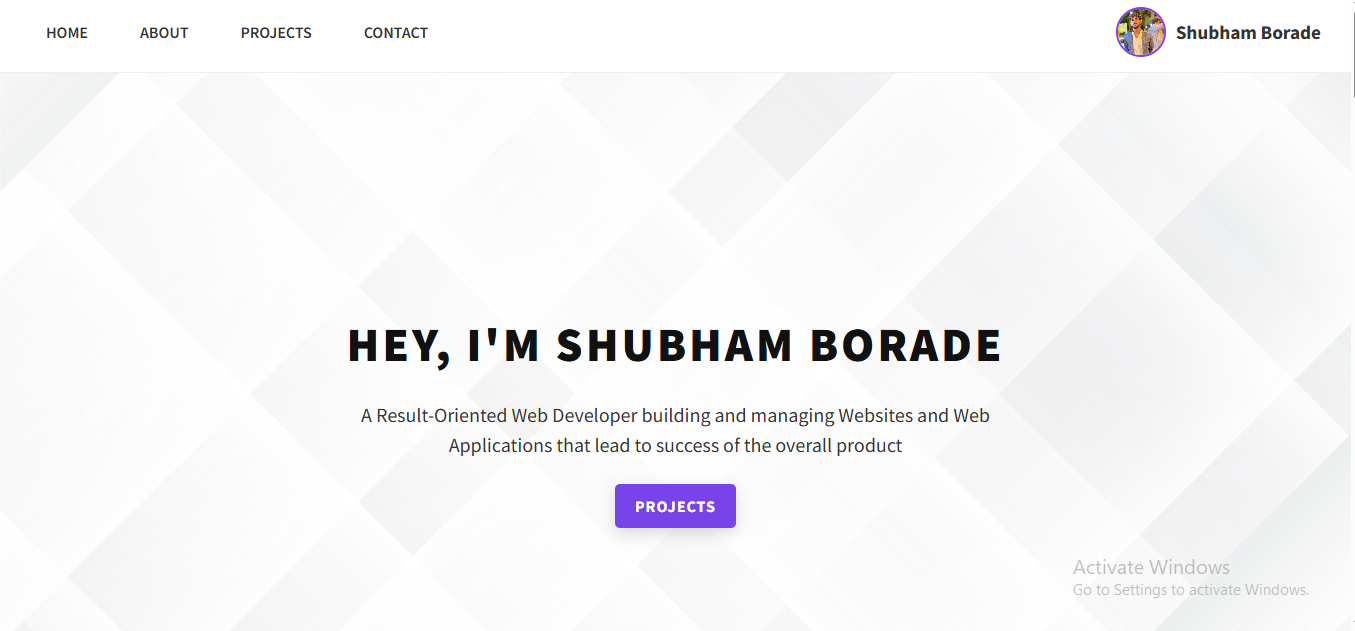 HOME ABOUT PROJECTS CONTACT Shubham Borade
HEY, I'M SHUBHAM BORADE
A Result-Oriented Web Developer building and managing Websites and Web
Applications that lead to success of the overall product
PROJECTS
Activate Windows
Go to Settings to activate Windows.